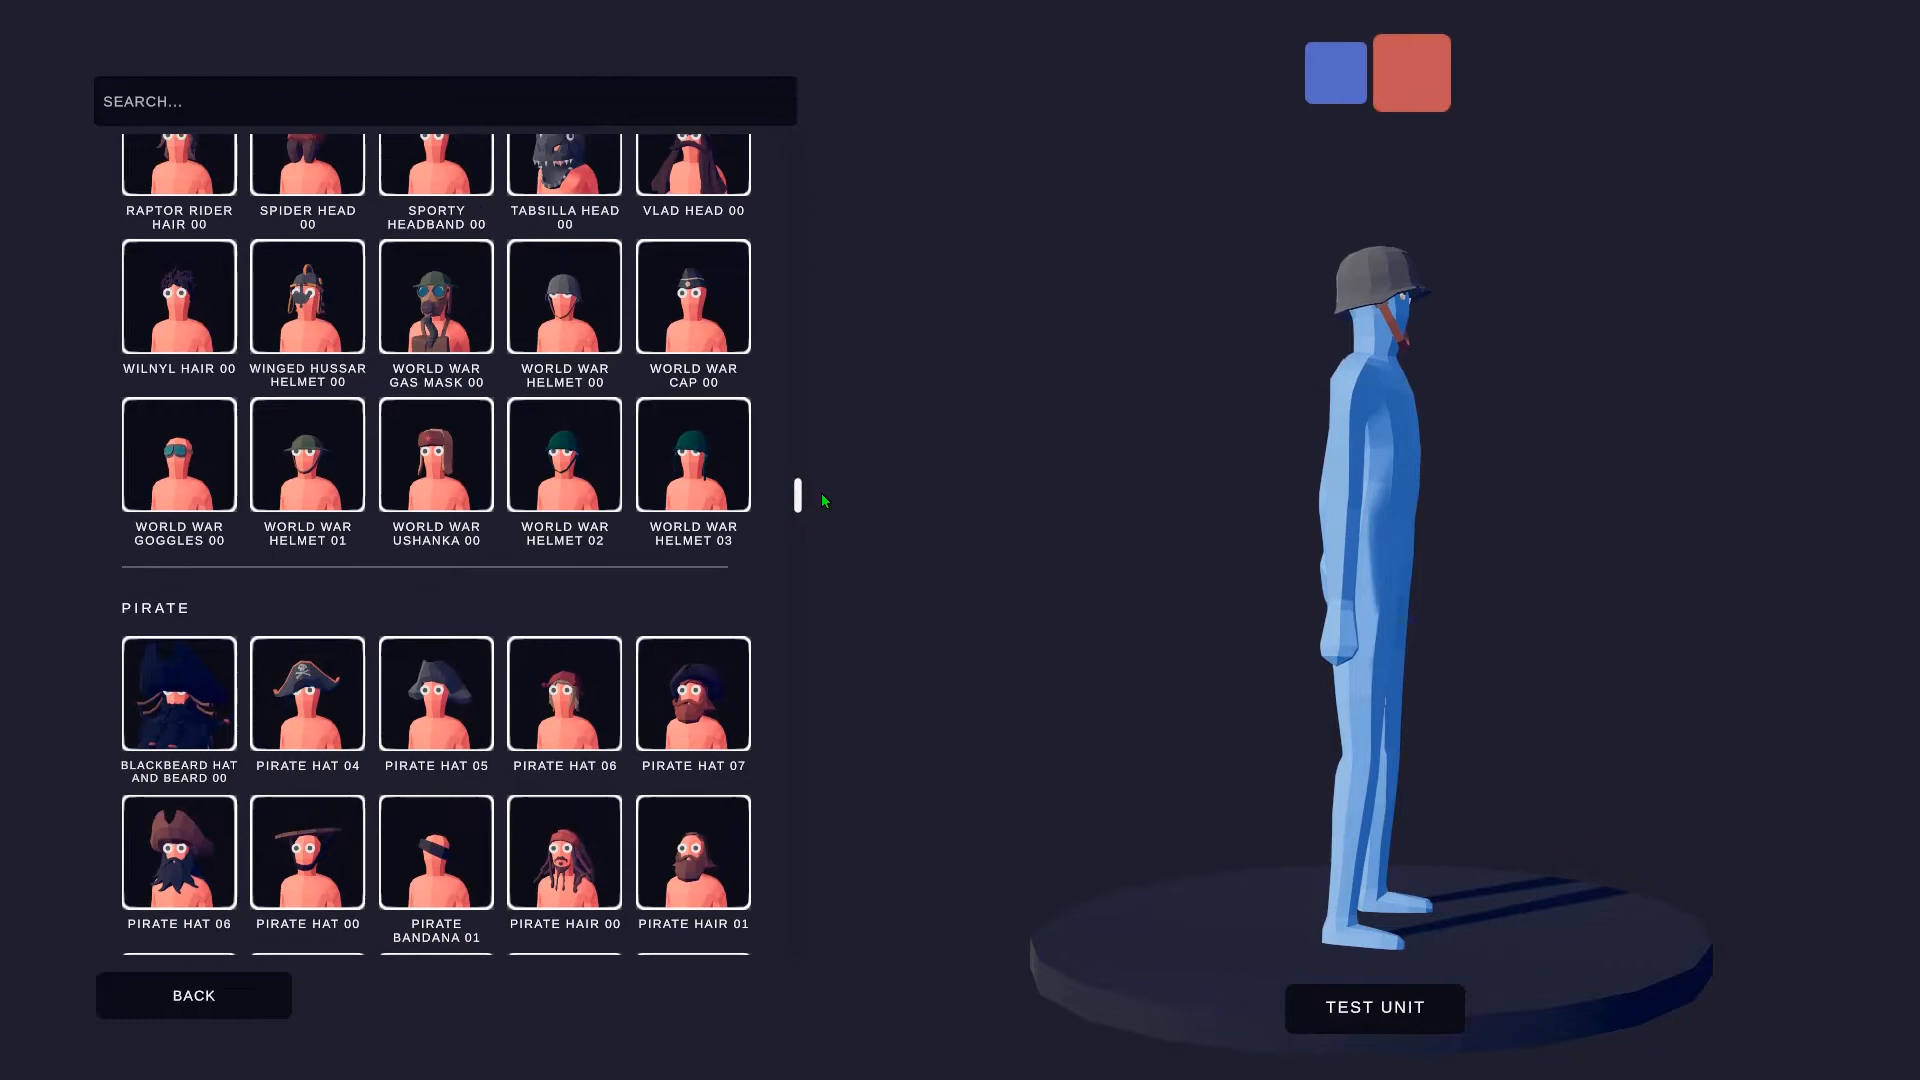 SEARCH...
RAPTOR RIDER
HAIR 00
SPIDER HEAD
00
SPORTY
HEADBAND 00
TABSILLA HEAD
00
VLAD HEAD 00
WILNYL HAIR 00
WINGED HUSSAR
HELMET 00
WORLD WAR
GAS MASK 00
WORLD WAR
HELMET 00
WORLD WAR
CAP 00
WORLD WAR
GOGGLES 00
WORLD WAR
HELMET 01
WORLD WAR
USHANKA 00
WORLD WAR
HELMET 02
WORLD WAR
HELMET 03
PIRATE
BLACKBEARD HAT
AND BEARD 00
PIRATE HAT 04
PIRATE HAT 05
PIRATE HAT 06
PIRATE HAT 07
PIRATE HAT 06
PIRATE HAT 00
PIRATE
BANDANA 01
PIRATE HAIR 00
PIRATE HAIR 01
BACK
TEST UNIT